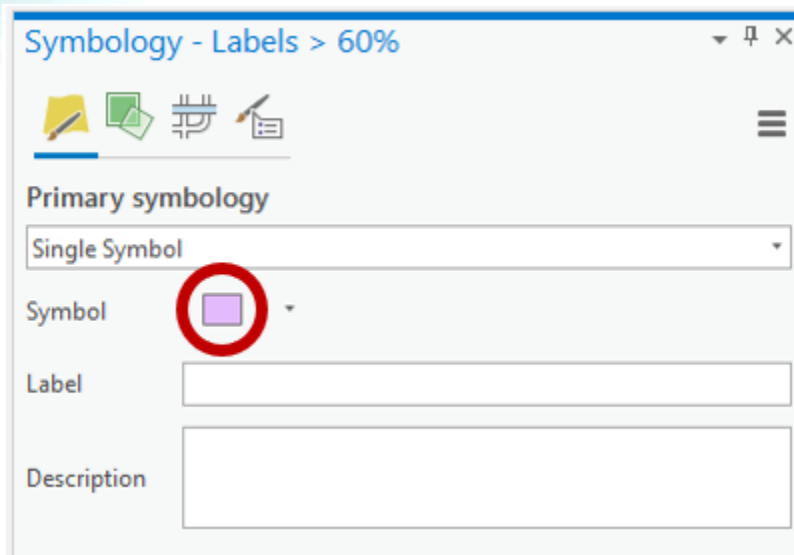 Symbology - Labels > 60%
Primary symbology
Single Symbol
Symbol
Label
Description